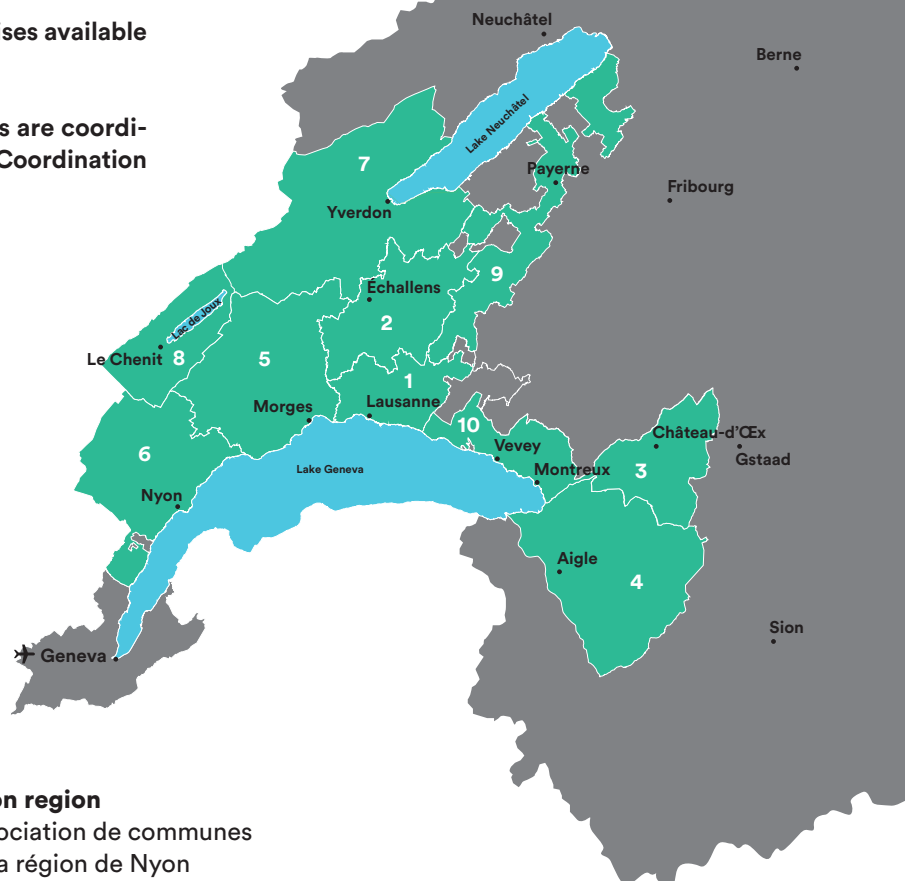 ises available
s are coordi-
Coordination
Neuchâtel
Berne
Lake Neuchâtel
7
Payerne
Fribourg
Yverdon
9
Échallens
Lac de Joux
2
Le Chenit
8
5
1
Lausanne
Morges
10
Château-d'Œx
Vevey
Gstaad
6
Lake Geneva
Montreux
3
Nyon
Aigle
4
Sion
Geneva
on region
ociation de communes
a région de Nyon